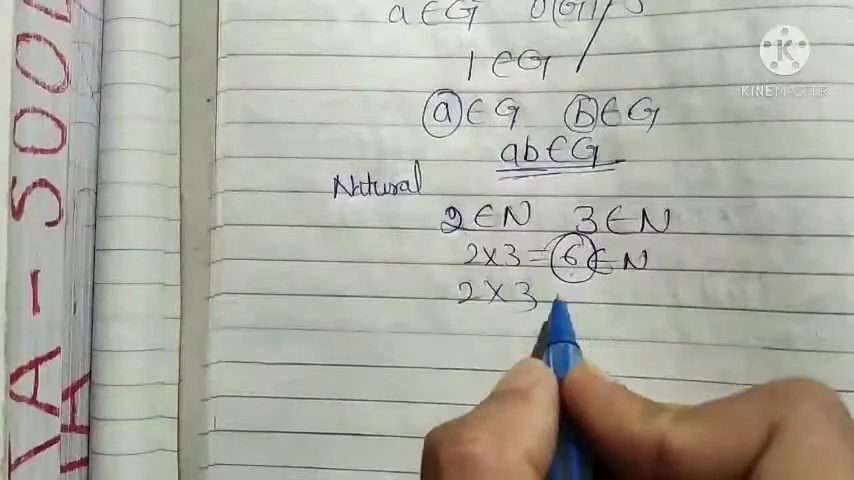 a ∈ G
1 ∈ G
a ∈ G b ∈ G
ab ∈ G
Natural
2 ∈ N 3 ∈ N
2 × 3 = 6 ∈ N
2 × 3
KINEMASTER